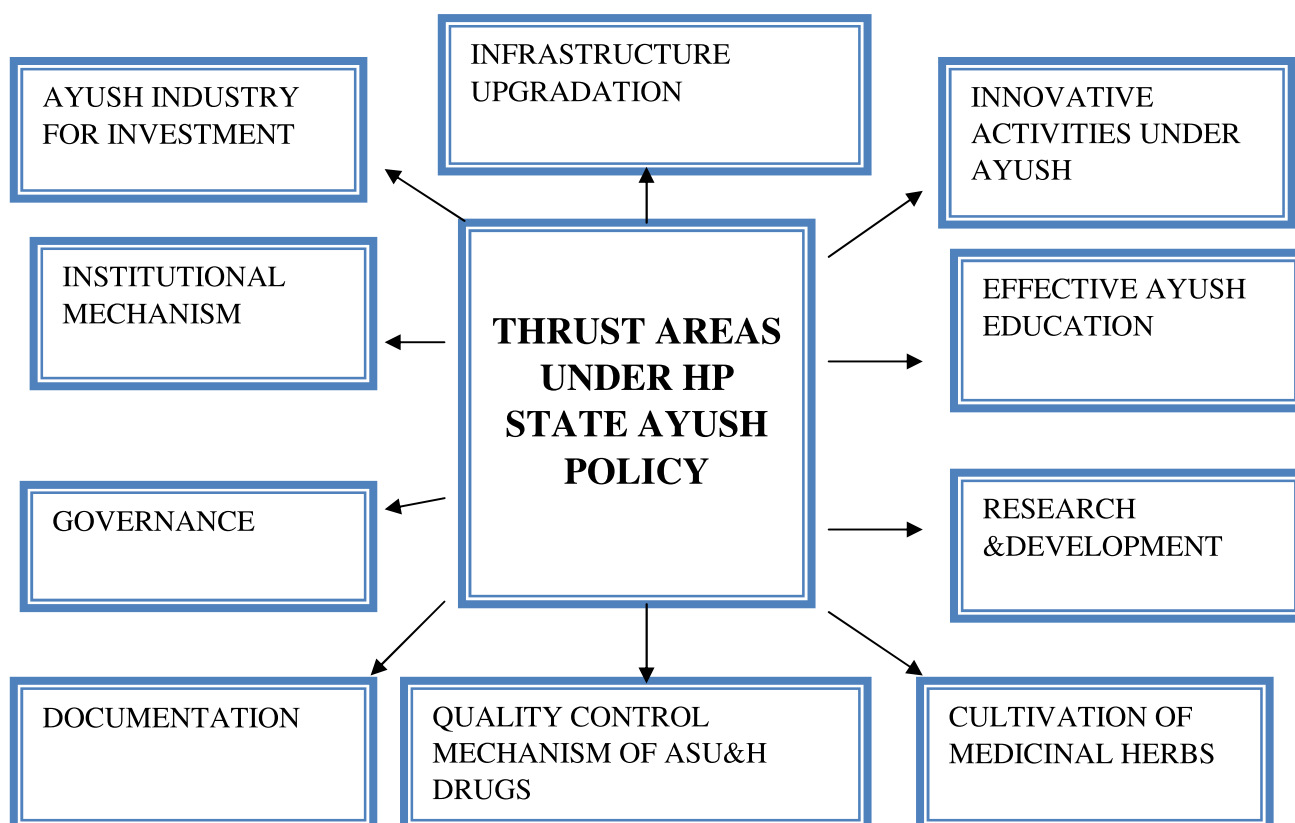 INFRASTRUCTURE
UPGRADATION
AYUSH INDUSTRY
FOR INVESTMENT
INNOVATIVE
ACTIVITIES UNDER
AYUSH
INSTITUTIONAL
MECHANISM
EFFECTIVE AYUSH
EDUCATION
THRUST AREAS
UNDER HP
STATE AYUSH
POLICY
GOVERNANCE
RESEARCH
&DEVELOPMENT
DOCUMENTATION
QUALITY CONTROL
MECHANISM OF ASU&H
DRUGS
CULTIVATION OF
MEDICINAL HERBS